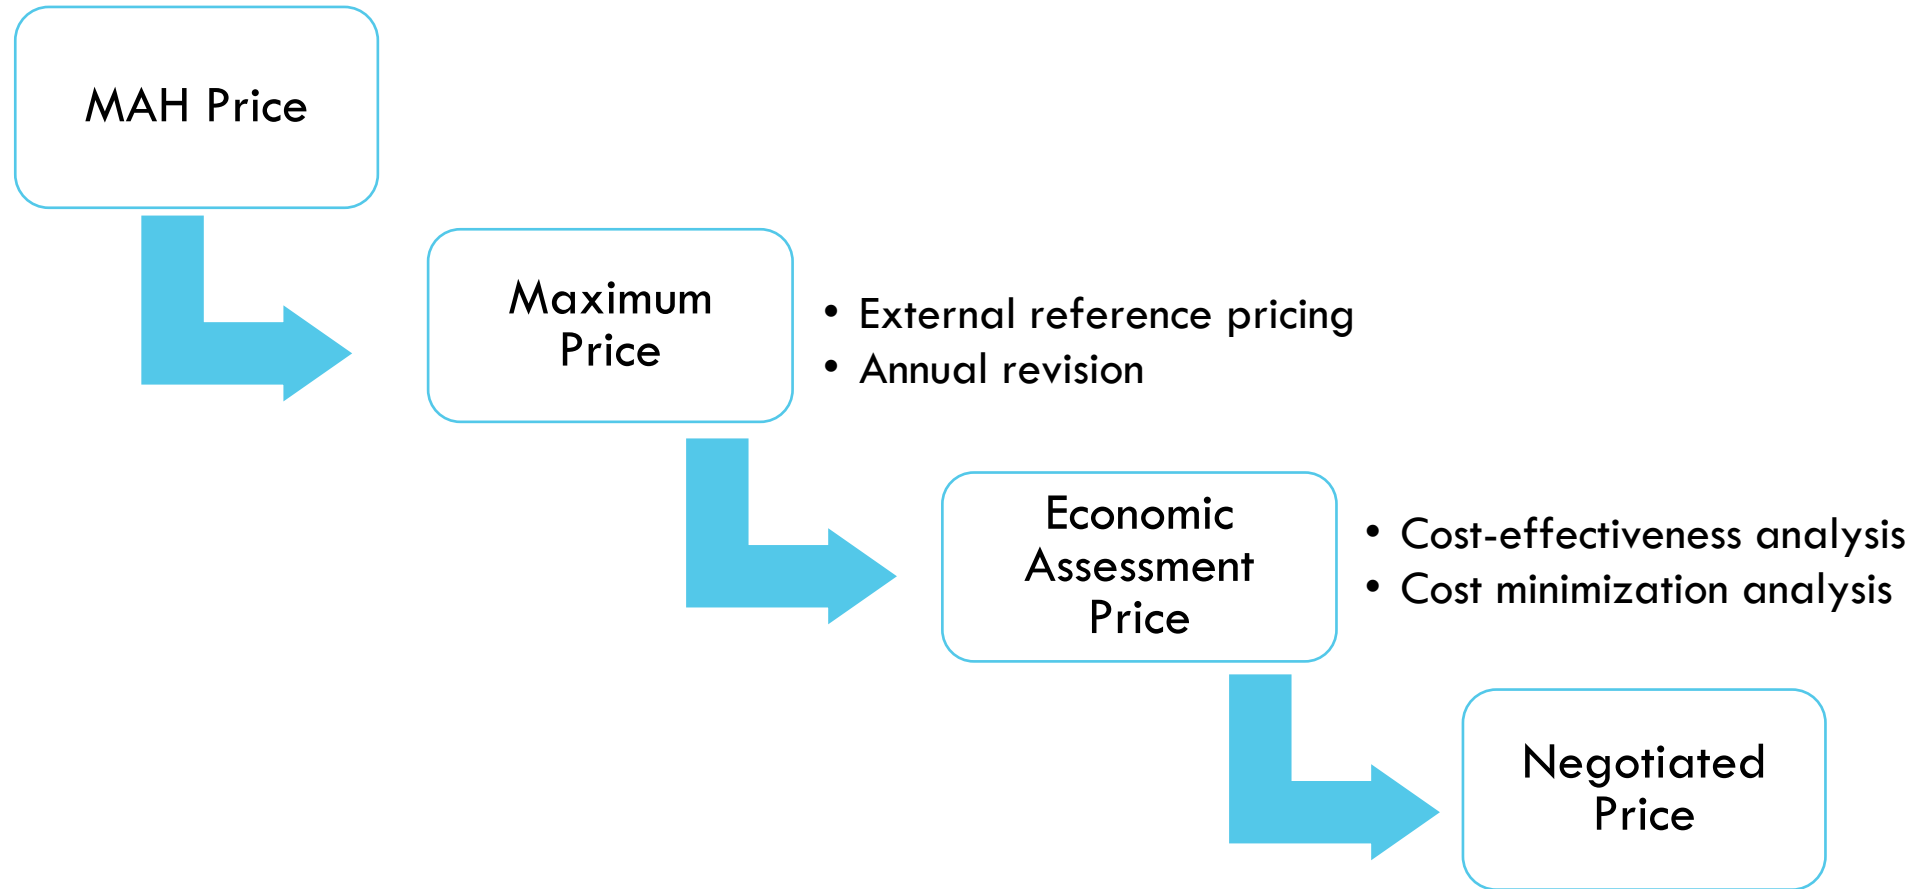 MAH Price
Maximum
Price
• External reference pricing
• Annual revision
Economic
Assessment
Price
• Cost-effectiveness analysis
• Cost minimization analysis
Negotiated
Price